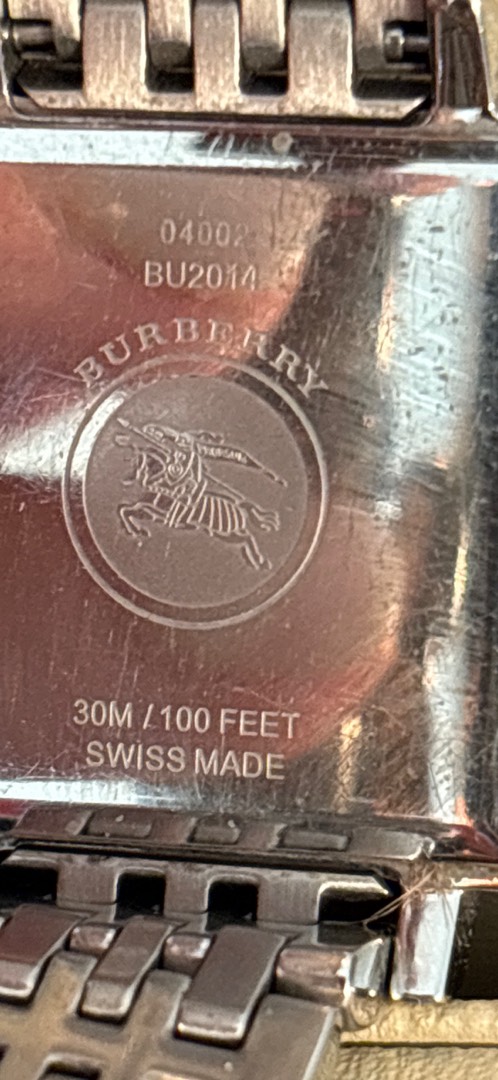 04002
BU2014
BURBERRY
30M / 100 FEET
SWISS MADE